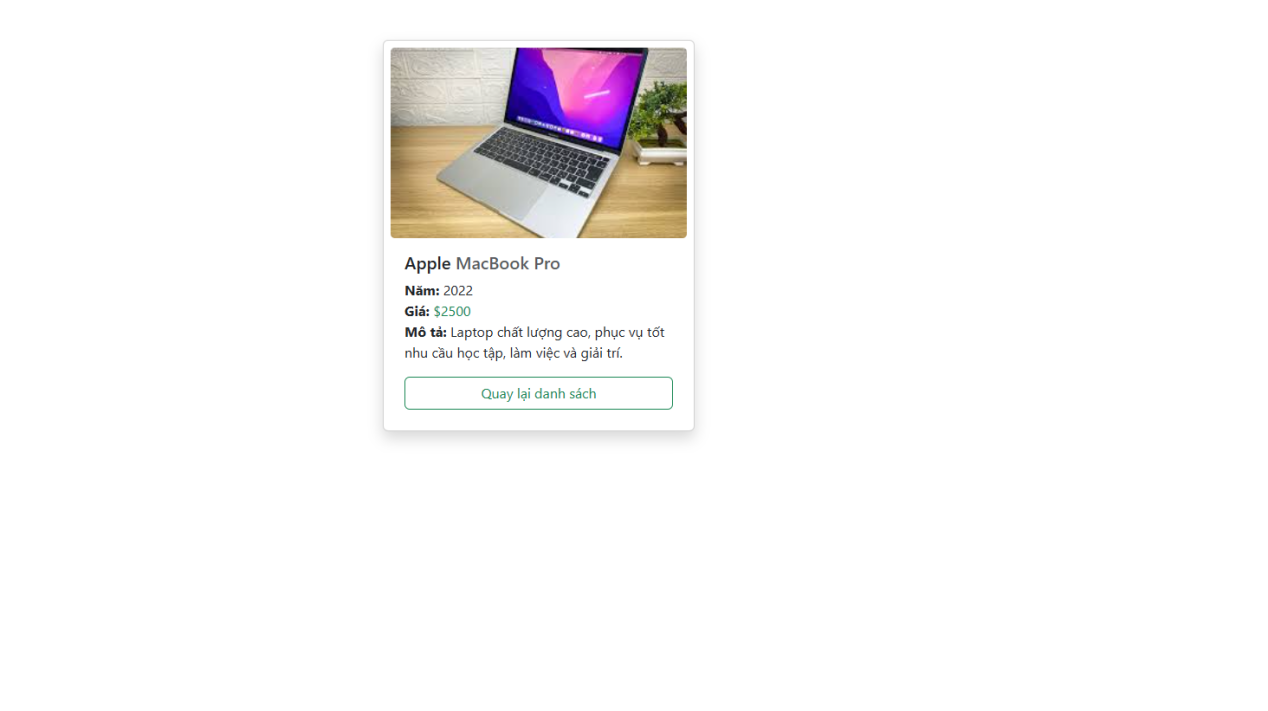 Apple MacBook Pro
Năm: 2022
Giá: $2500
Mô tả: Laptop chất lượng cao, phục vụ tốt
nhu cầu học tập, làm việc và giải trí.
Quay lại danh sách